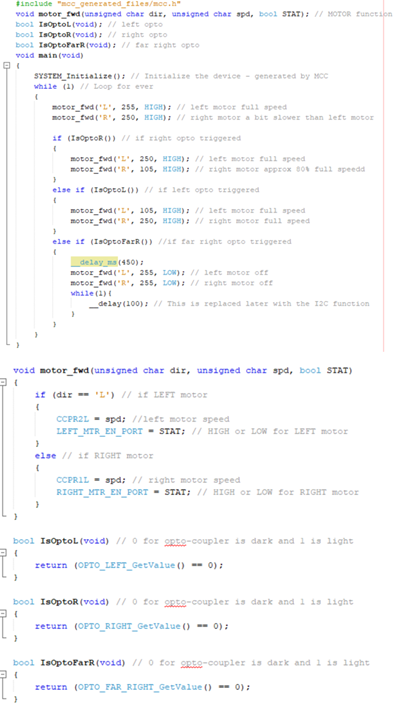 #include "mcc_generated_files/mcc.h"
void motor_fwd(unsigned char dir, unsigned char spd, bool STAT); // MOTOR function
bool IsOptoL(void); // left opto
bool IsOptoR(void); // right opto
bool IsOptoFarR(void); // far right opto
void main(void)
{
SYSTEM_Initialize(); // Initialize the device - generated by MCC
while (1) // Loop for ever
{
motor_fwd('L', 255, HIGH); // left motor full speed
motor_fwd('R', 250, HIGH); // right motor a bit slower than left motor
if (IsOptoR()) // if right opto triggered
{
motor_fwd('L', 250, HIGH); // left motor full speed
motor_fwd('R', 105, HIGH); // right motor approx 80% full speedd
}
else if (IsOptoL()) // if left opto triggered
{
motor_fwd('L', 105, HIGH); // left motor full speed
motor_fwd('R', 250, HIGH); // right motor full speed
}
else if (IsOptoFarR()) //if far right opto triggered
{
__delay_ms(450);
motor_fwd('L', 255, LOW); // left motor off
motor_fwd('R', 255, LOW); // right motor off
while(1){
__delay(100); // This is replaced later with the I2C function
}
}
}
}
void motor_fwd(unsigned char dir, unsigned char spd, bool STAT)
{
if (dir == 'L') // if LEFT motor
{
CCPR2L = spd; //left motor speed
LEFT_MTR_EN_PORT = STAT; // HIGH or LOW for LEFT motor
}
else // if RIGHT motor
{
CCPR1L = spd; // right motor speed
RIGHT_MTR_EN_PORT = STAT; // HIGH or LOW for RIGHT motor
}
}
bool IsOptoL(void) // 0 for opto-coupler is dark and 1 is light
{
return (OPTO_LEFT_GetValue() == 0);
}
bool IsOptoR(void) // 0 for opto-coupler is dark and 1 is light
{
return (OPTO_RIGHT_GetValue() == 0);
}
bool IsOptoFarR(void) // 0 for opto-coupler is dark and 1 is light
{
return (OPTO_FAR_RIGHT_GetValue() == 0);
}